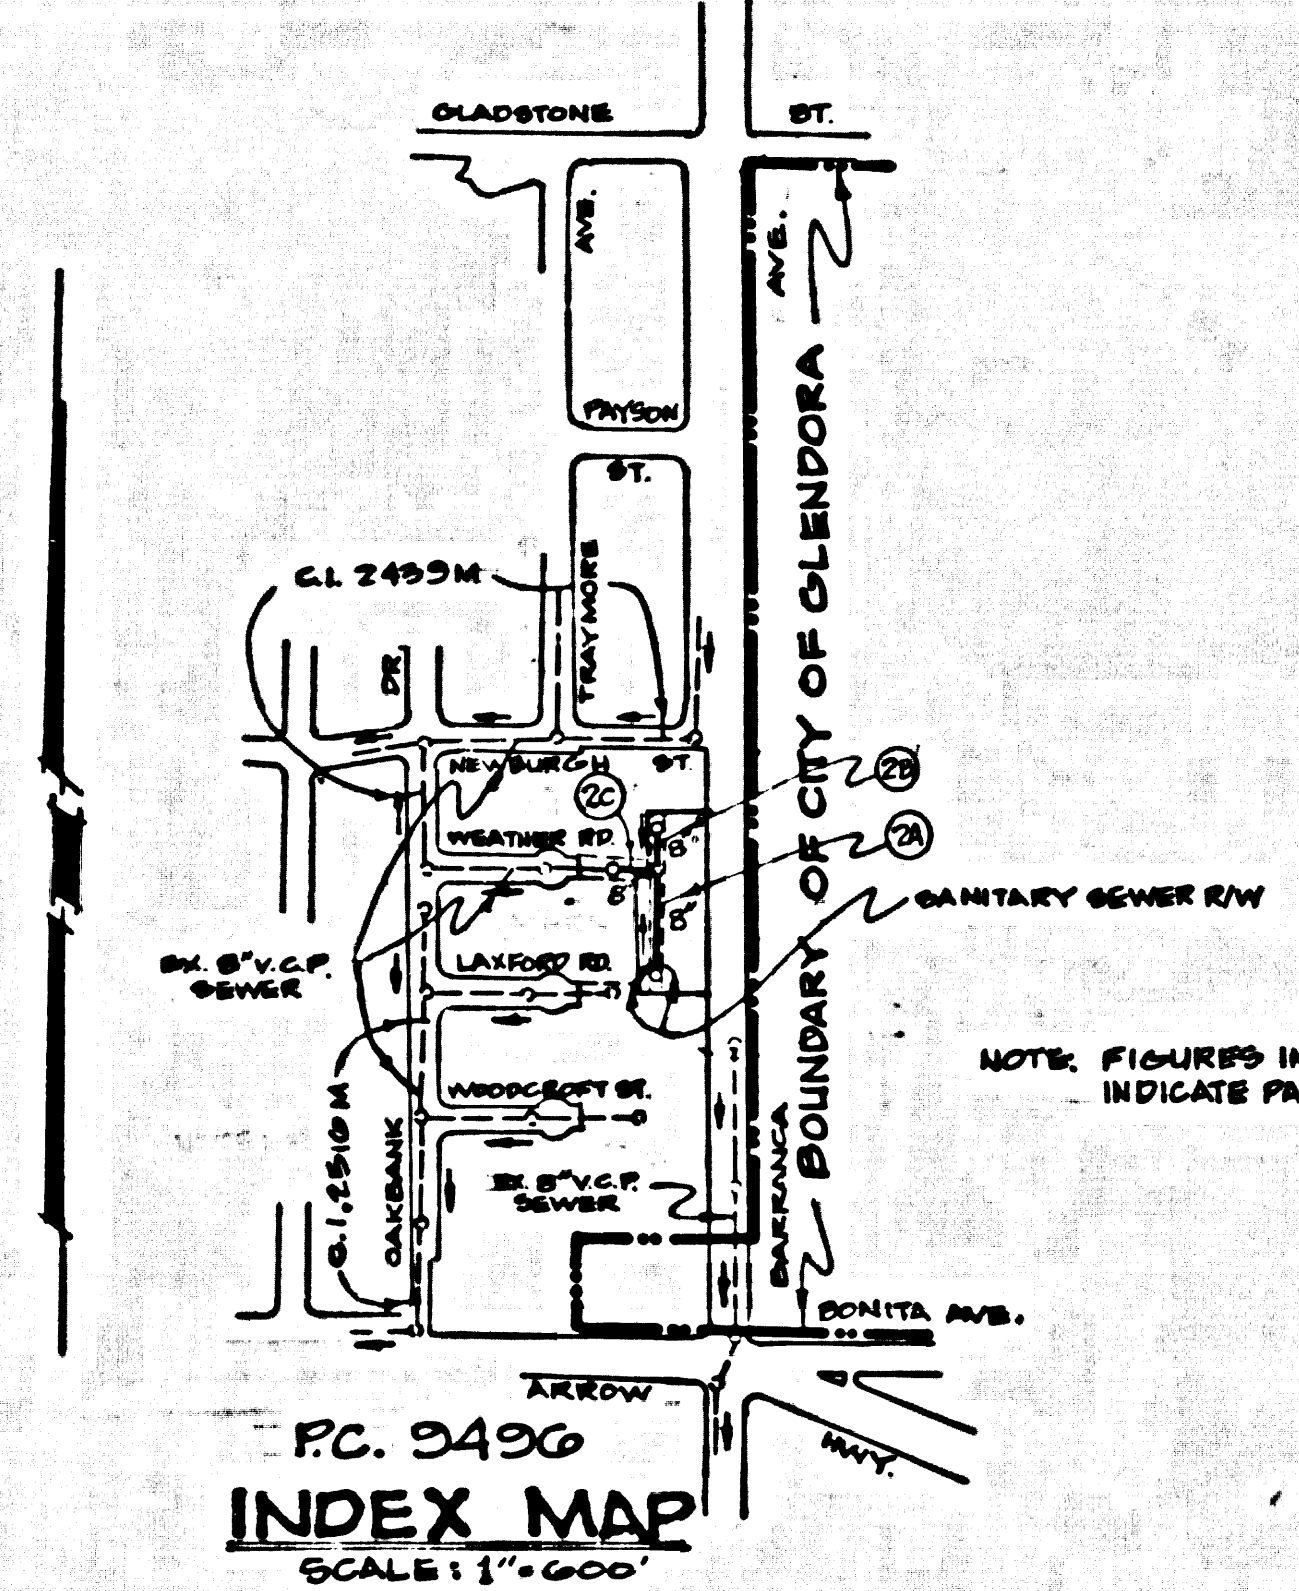 GLADSTONE ST.
AVE.
AVE.
PAYSON
ST.
C.I. 2439M
TRAYMORE
DR.
BOUNDARY OF CITY OF GLENDORA
NEWBURGH ST.
2B
2C
WEATHER RD.
8"
2A
8
8"
SANITARY SEWER R/W
EX. 8" V.C.P.
SEWER
LAXFORD RD.
NOTE: FIGURES
INDICATE
WOODCROFT ST.
C.I. 2510 M
OAKBANK
EX. 8" V.C.P.
SEWER
BARRANCA
BONITA AVE.
ARROW
HWY.
P.C. 9496
INDEX MAP
SCALE: 1"=600'